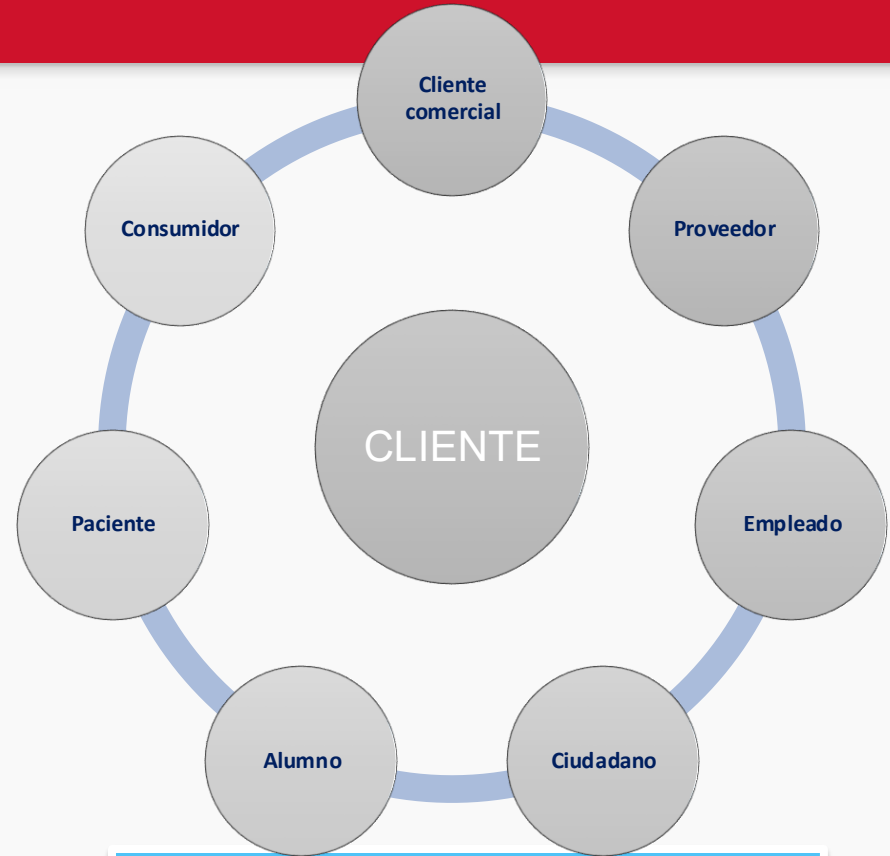 Cliente
comercial
Proveedor
Empleado
Ciudadano
Alumno
Paciente
Consumidor
CLIENTE